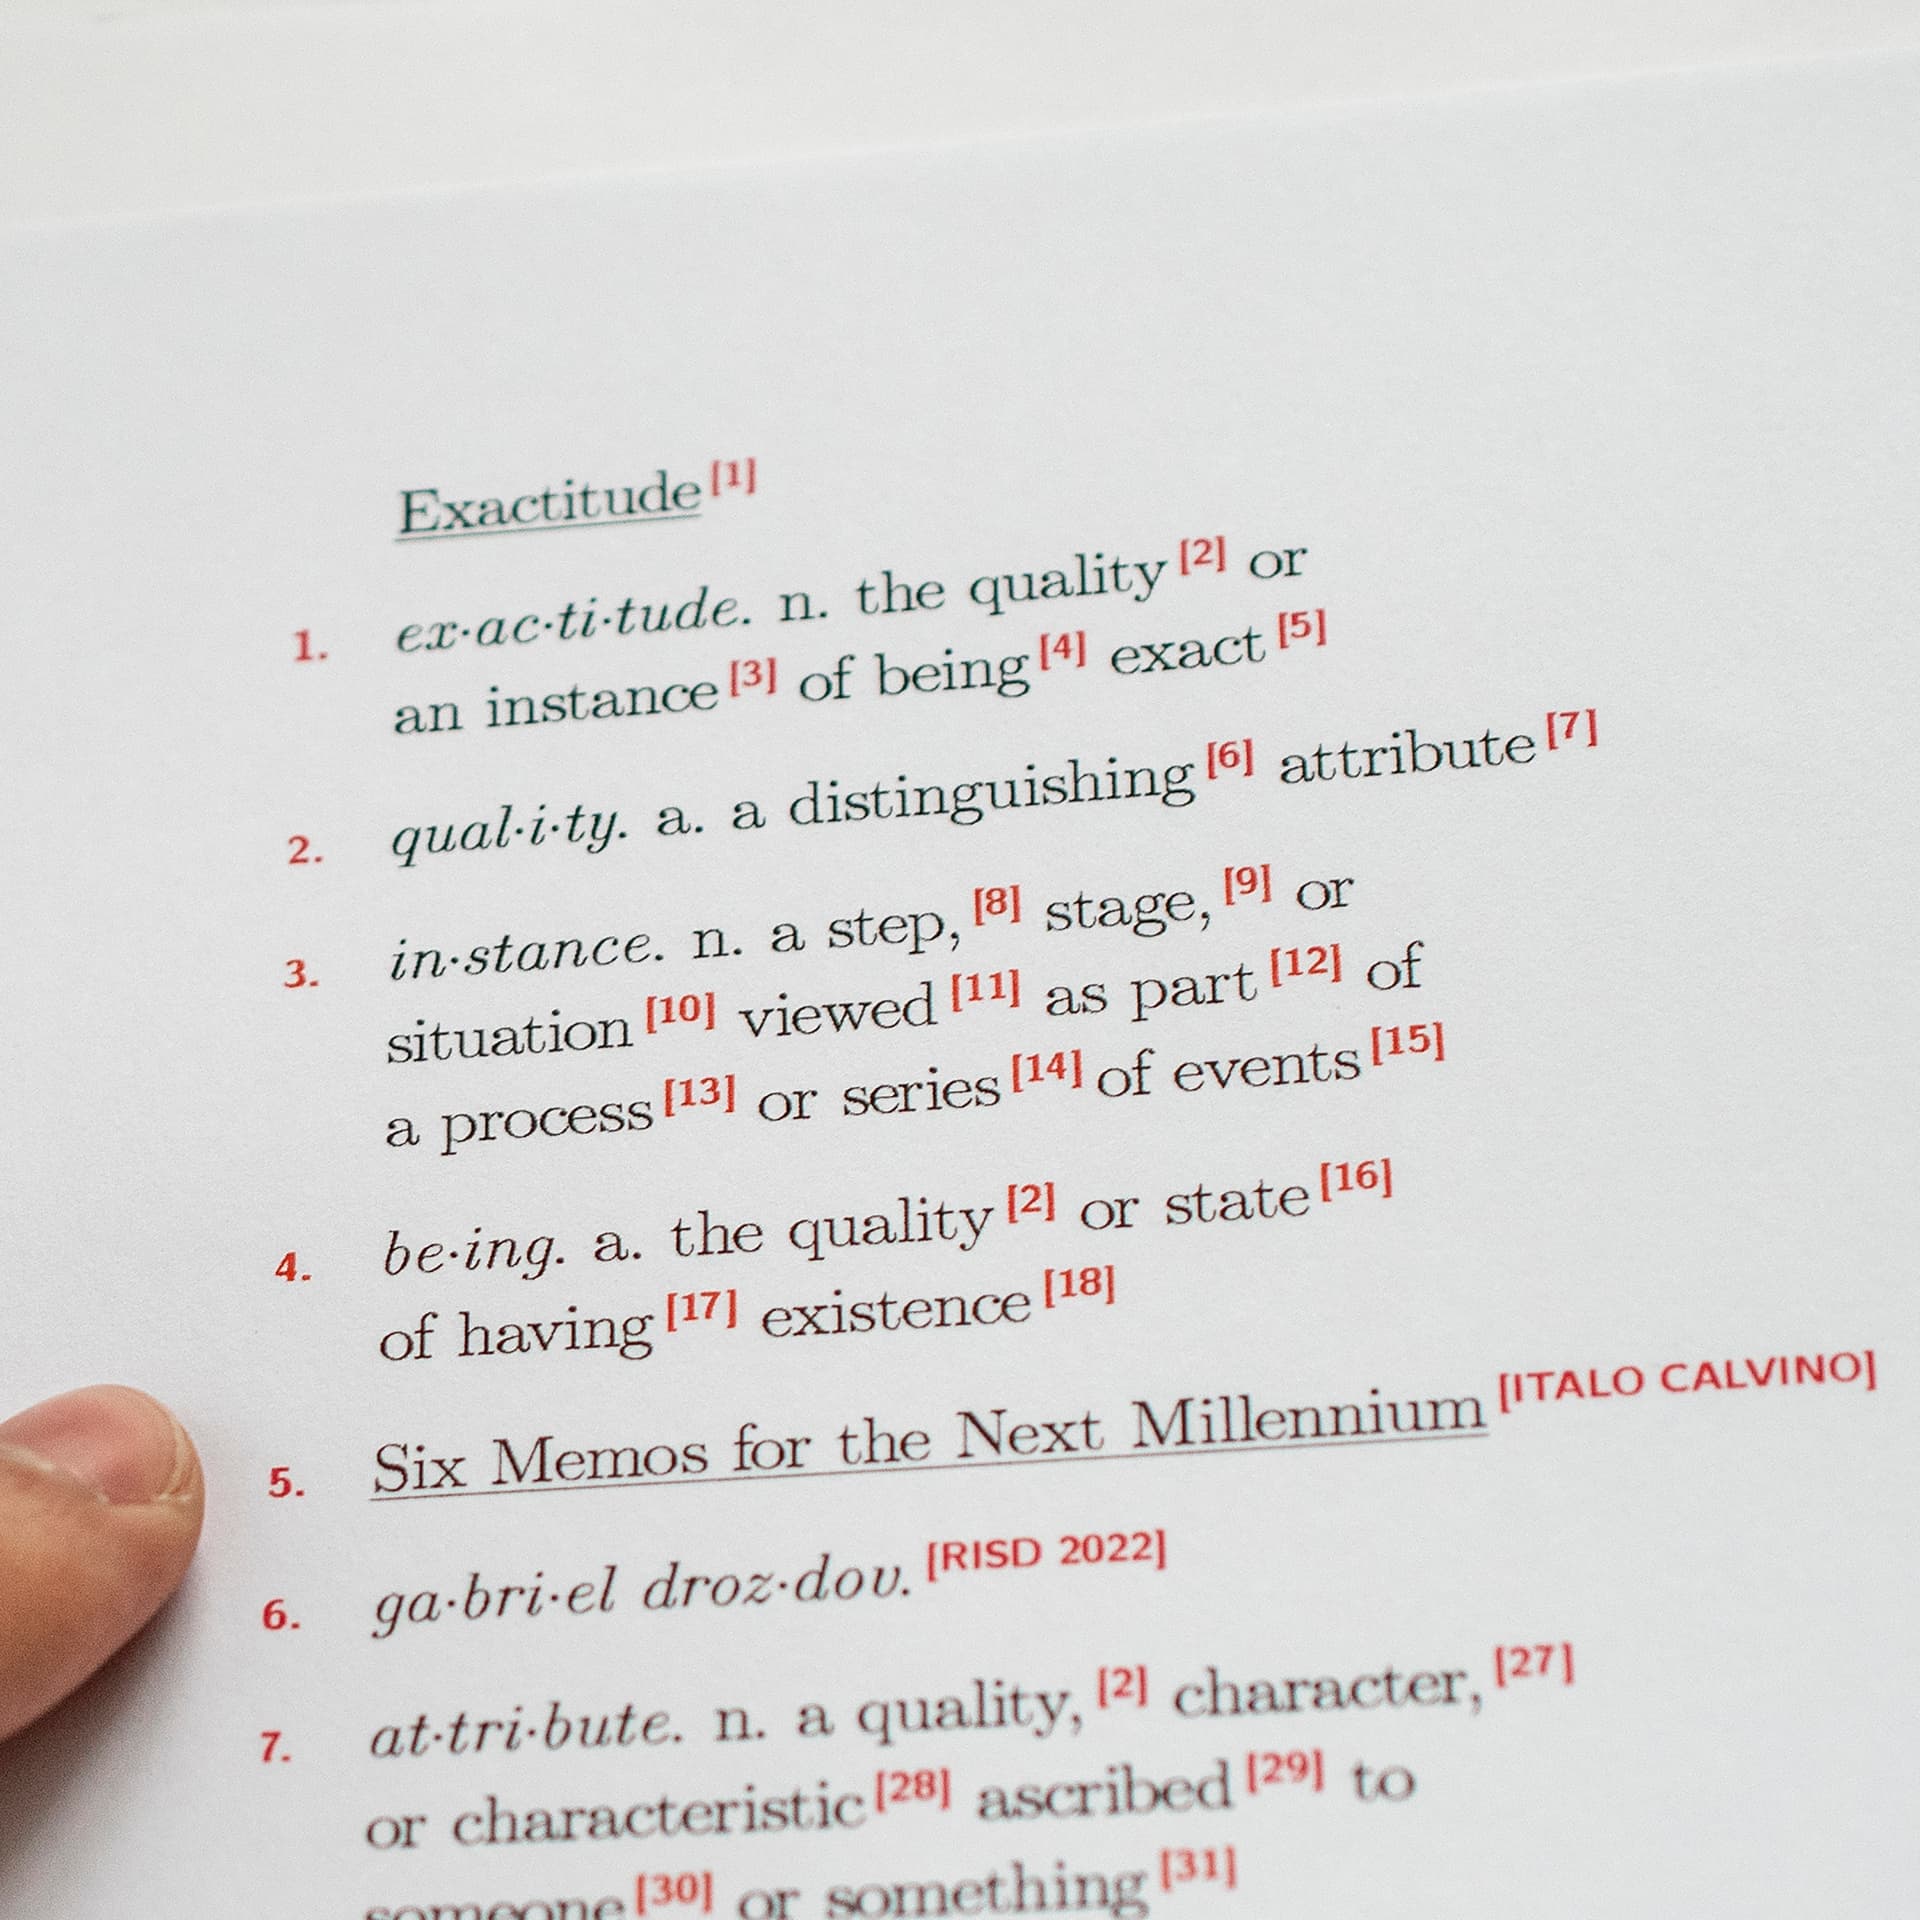 Exactitude [1]
1. ex·ac·ti·tude. n. the quality [2] or
an instance [3] of being [4] exact [5]
2. qual·i·ty. a. a distinguishing [6] attribute [7]
3. in·stance. n. a step, [8] stage, [9] or
situation [10] viewed [11] as part [12] of
a process [13] or series [14] of events [15]
4. be·ing. a. the quality [2] or state [16]
of having [17] existence [18]
5. Six Memos for the Next Millennium [ITALO CALVINO]
6. ga·bri·el droz·dov. [RISD 2022]
7. at·tri·bute. n. a quality, [2] character, [27]
or characteristic [28] ascribed [29] to
someone [30] or something [31]